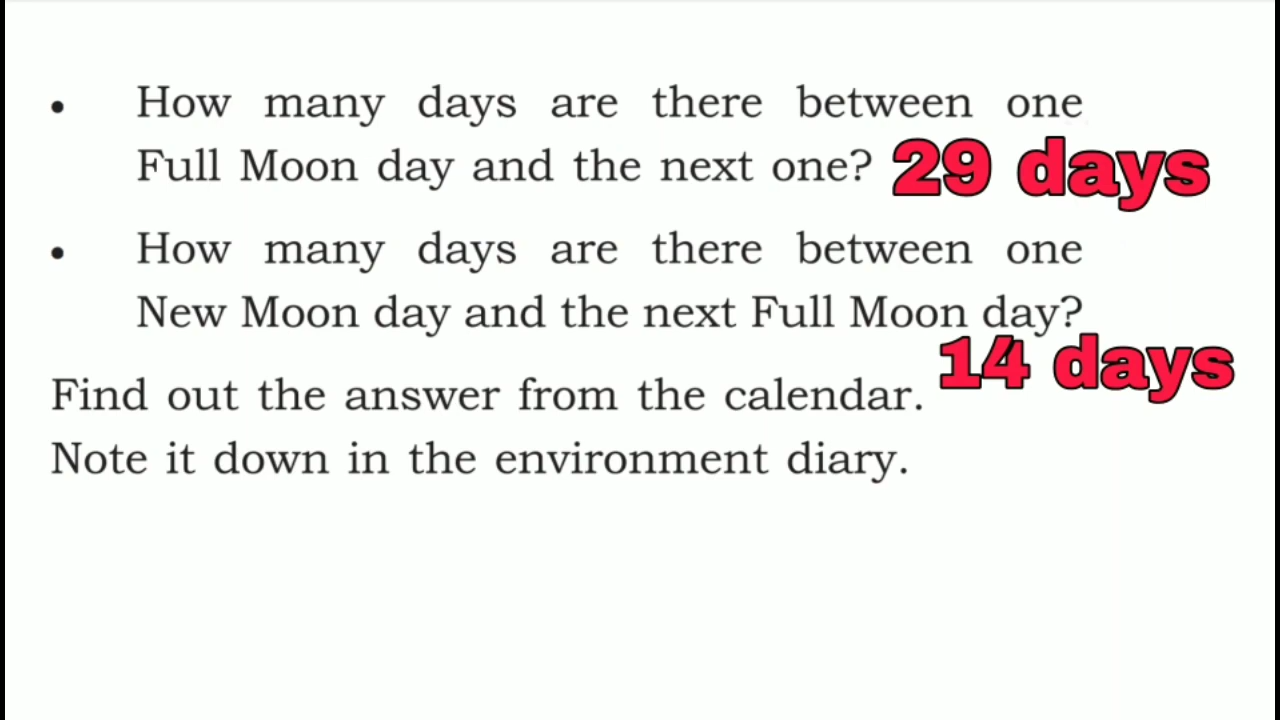 • How many days are there between one
Full Moon day and the next one? 29 days
• How many days are there between one
New Moon day and the next Full Moon day?
14 days
Find out the answer from the calendar.
Note it down in the environment diary.